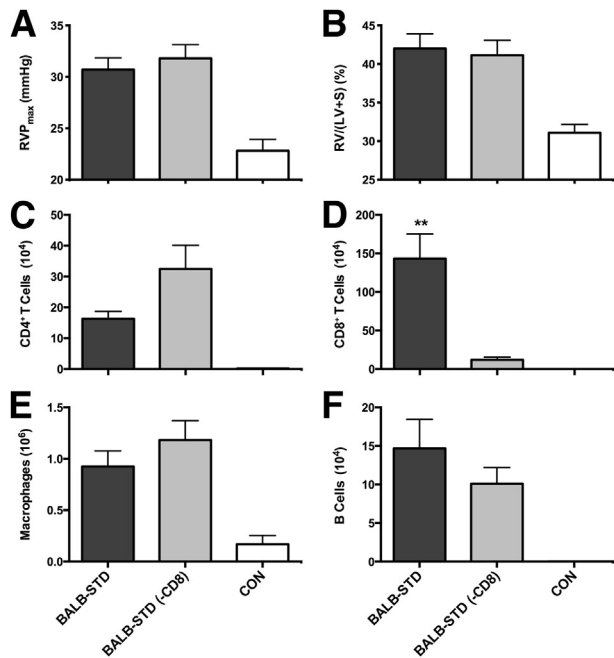 A
RVPmax (mmHg)
35
30
25
20
B
RV/(LV+S) (%)
45
40
35
30
25
C
CD4+ T Cells (10⁴)
50
40
30
20
10
0
D
CD8+ T Cells (10⁴)
200
150
100
50
0
**
E
Macrophages (10⁶)
1.5
1.0
0.5
0.0
F
B Cells (10⁴)
20
15
10
5
0
BALB-STD
BALB-STD (-CD8)
CON
BALB-STD
BALB-STD (-CD8)
CON